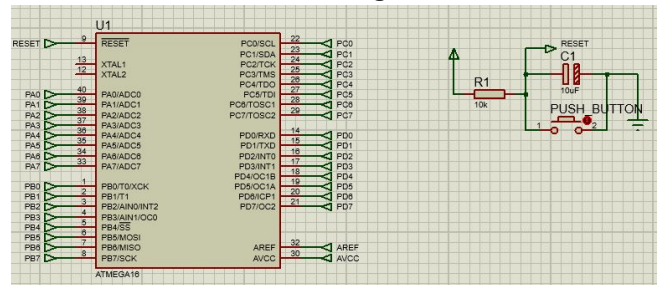 U1
RESET 9 RESET PC0/SCL 22 PC0
PC1/SDA 23 PC1
13 XTAL1 PC2/TCK 24 PC2
12 XTAL2 PC3/TMS 25 PC3
PC4/TDO 26 PC4
PA0 40 PA0/ADC0 PC5/TDI 27 PC5
PA1 39 PA1/ADC1 PC6/TOSC1 28 PC6
PA2 38 PA2/ADC2 PC7/TOSC2 29 PC7
PA3 37 PA3/ADC3
PA4 36 PA4/ADC4 PD0/RXD 14 PD0
PA5 35 PA5/ADC5 PD1/TXD 15 PD1
PA6 34 PA6/ADC6 PD2/INT0 16 PD2
PA7 33 PA7/ADC7 PD3/INT1 17 PD3
PD4/OC1B 18 PD4
PB0 1 PB0/T0/XCK PD5/OC1A 19 PD5
PB1 2 PB1/T1 PD6/ICP1 20 PD6
PB2 3 PB2/AIN0/INT2 PD7/OC2 21 PD7
PB3 4 PB3/AIN1/OC0
PB4 5 PB4/SS
PB5 6 PB5/MOSI
PB6 7 PB6/MISO AREF 32 AREF
PB7 8 PB7/SCK AVCC 30 AVCC
ATMEGA16
RESET
C1
R1
10uF
10k
PUSH BUTTON
1 2